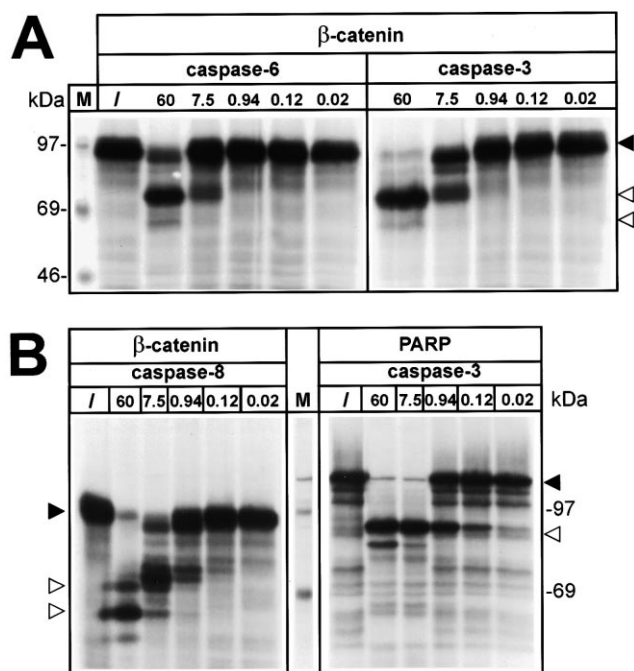 A
β-catenin
caspase-6 caspase-3
kDa M / 60 7.5 0.94 0.12 0.02 60 7.5 0.94 0.12 0.02
97-
69-
46-
B
β-catenin PARP
caspase-8 caspase-3
/ 60 7.5 0.94 0.12 0.02 M / 60 7.5 0.94 0.12 0.02 kDa
-97
-69